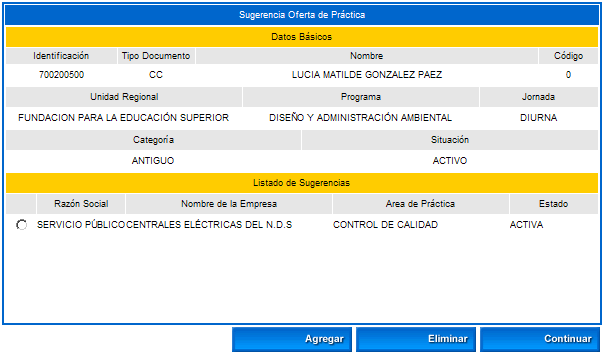 Sugerencia Oferta de Práctica
Datos Básicos
Identificación Tipo Documento Nombre Código
700200500 CC LUCIA MATILDE GONZALEZ PAEZ 0
Unidad Regional Programa Jornada
FUNDACION PARA LA EDUCACIÓN SUPERIOR DISEÑO Y ADMINISTRACIÓN AMBIENTAL DIURNA
Categoría Situación
ANTIGUO ACTIVO
Listado de Sugerencias
Razón Social Nombre de la Empresa Area de Práctica Estado
SERVICIO PÚBLICO CENTRALES ELÉCTRICAS DEL N.D.S CONTROL DE CALIDAD ACTIVA
Agregar Eliminar Continuar